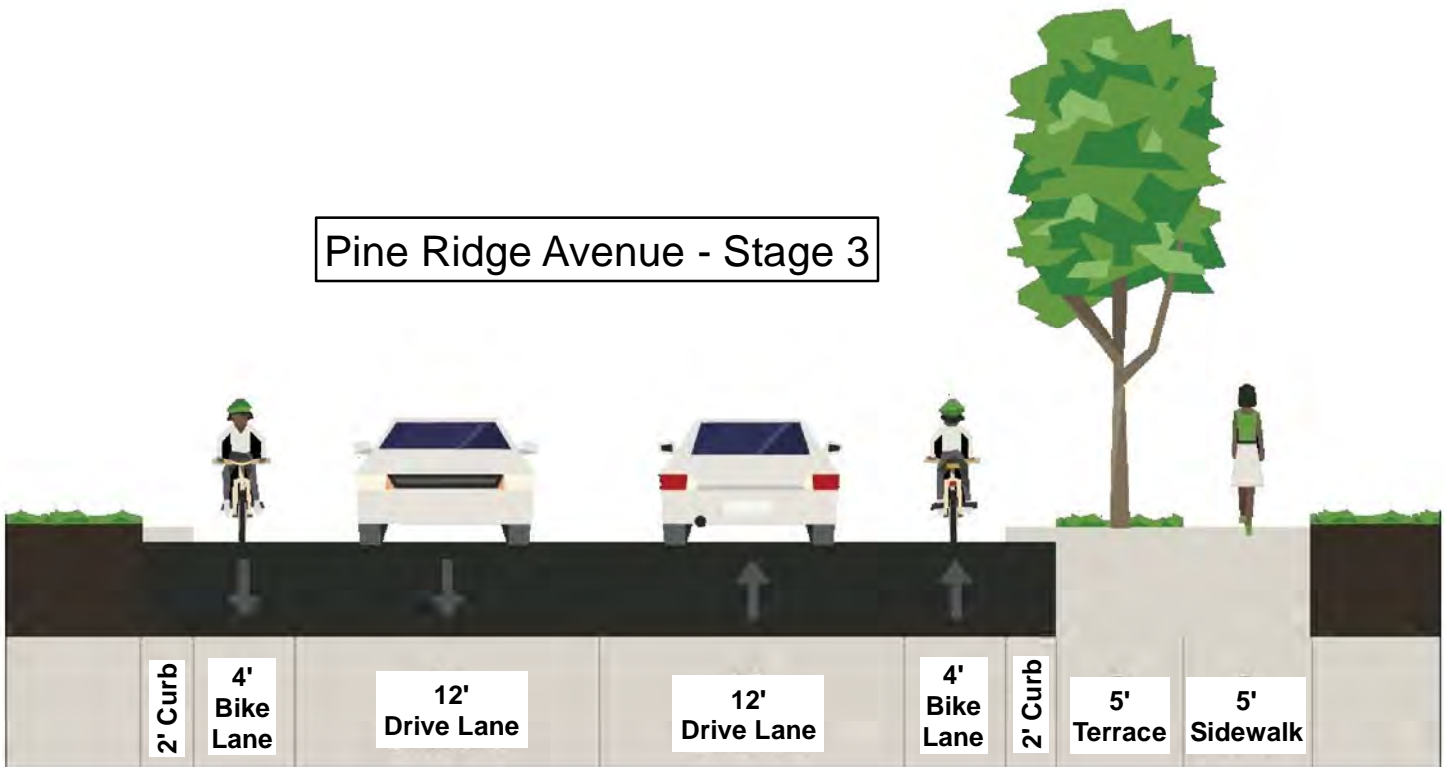 Pine Ridge Avenue - Stage 3
2' Curb
4'
Bike
Lane
12'
Drive Lane
12'
Drive Lane
4'
Bike
Lane
2' Curb
5'
Terrace
5'
Sidewalk